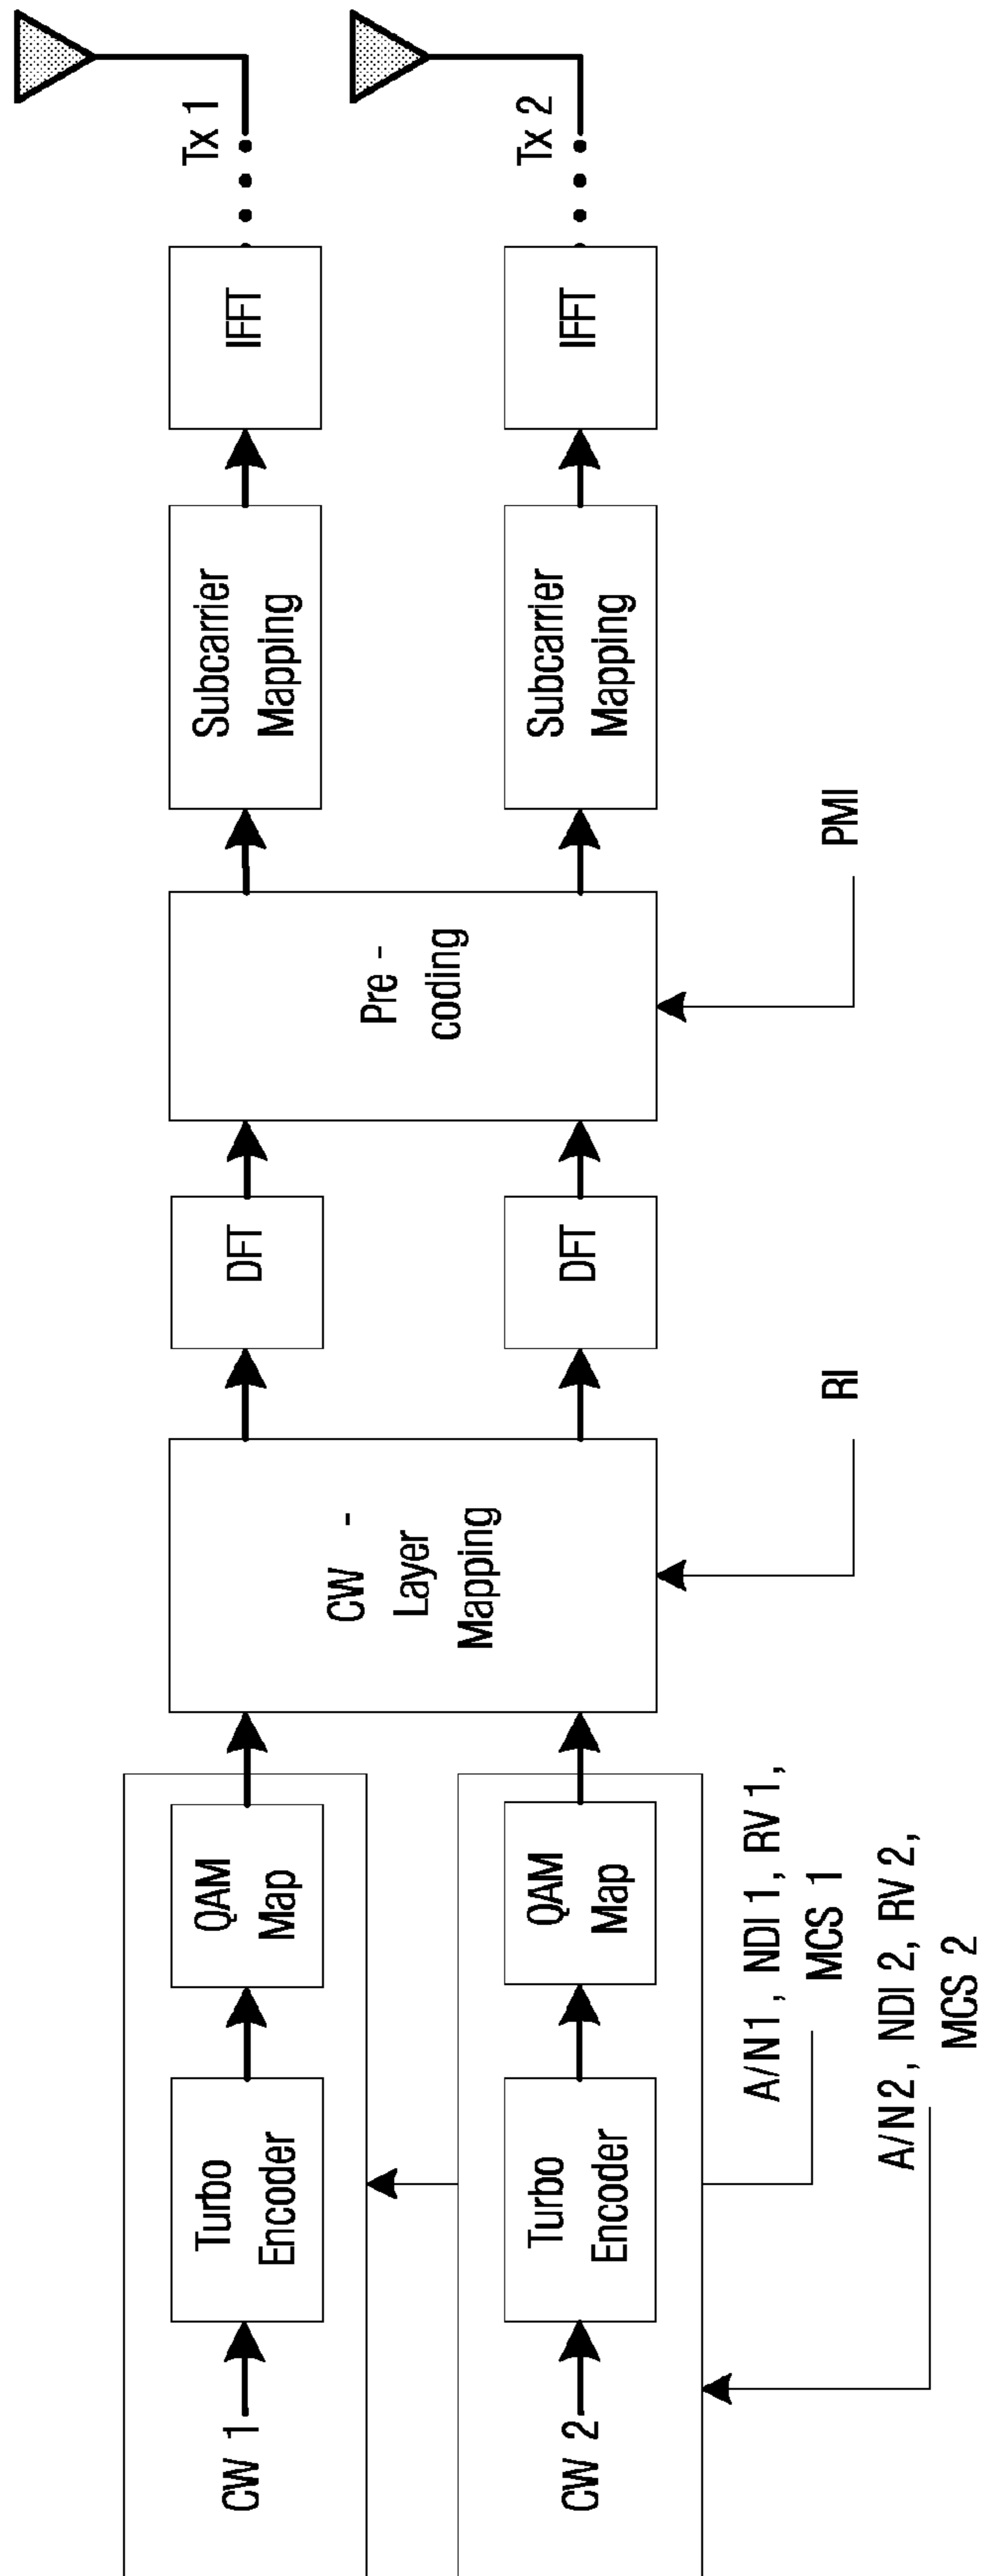 CW 1
Turbo
Encoder
QAM
Map
CW 2
Turbo
Encoder
QAM
Map
A/N1, NDI 1, RV 1,
MCS 1
A/N2, NDI 2, RV 2,
MCS 2
CW -
Layer
Mapping
RI
DFT
DFT
Pre -
coding
PMI
Subcarrier
Mapping
Subcarrier
Mapping
IFFT
IFFT
Tx 1
Tx 2